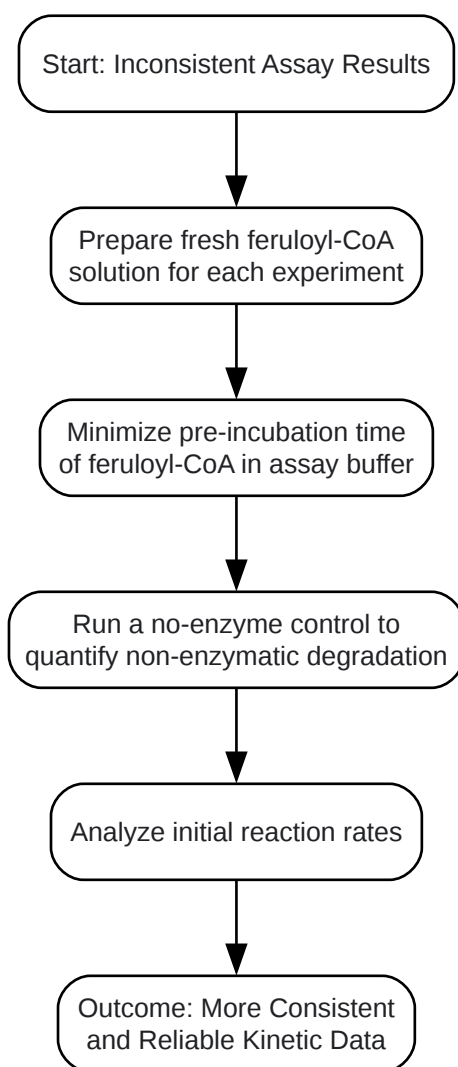 Start: Inconsistent Assay Results
Prepare fresh feruloyl-CoA
solution for each experiment
Minimize pre-incubation time
of feruloyl-CoA in assay buffer
Run a no-enzyme control to
quantify non-enzymatic degradation
Analyze initial reaction rates
Outcome: More Consistent
and Reliable Kinetic Data